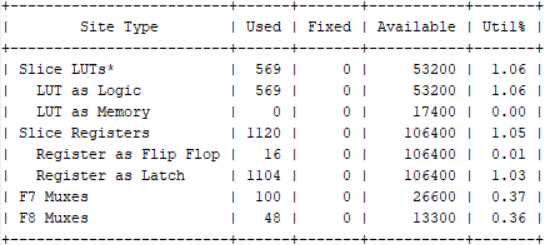 +----------------------------+------+-------+-----------+-------+
|         Site Type          | Used | Fixed | Available | Util% |
+----------------------------+------+-------+-----------+-------+
| Slice LUTs*                |  569 |     0 |     53200 |  1.06 |
|   LUT as Logic             |  569 |     0 |     53200 |  1.06 |
|   LUT as Memory            |    0 |     0 |     17400 |  0.00 |
| Slice Registers            | 1120 |     0 |    106400 |  1.05 |
|   Register as Flip Flop    |   16 |     0 |    106400 |  0.01 |
|   Register as Latch        | 1104 |     0 |    106400 |  1.03 |
| F7 Muxes                   |  100 |     0 |     26600 |  0.37 |
| F8 Muxes                   |   48 |     0 |     13300 |  0.36 |
+----------------------------+------+-------+-----------+-------+